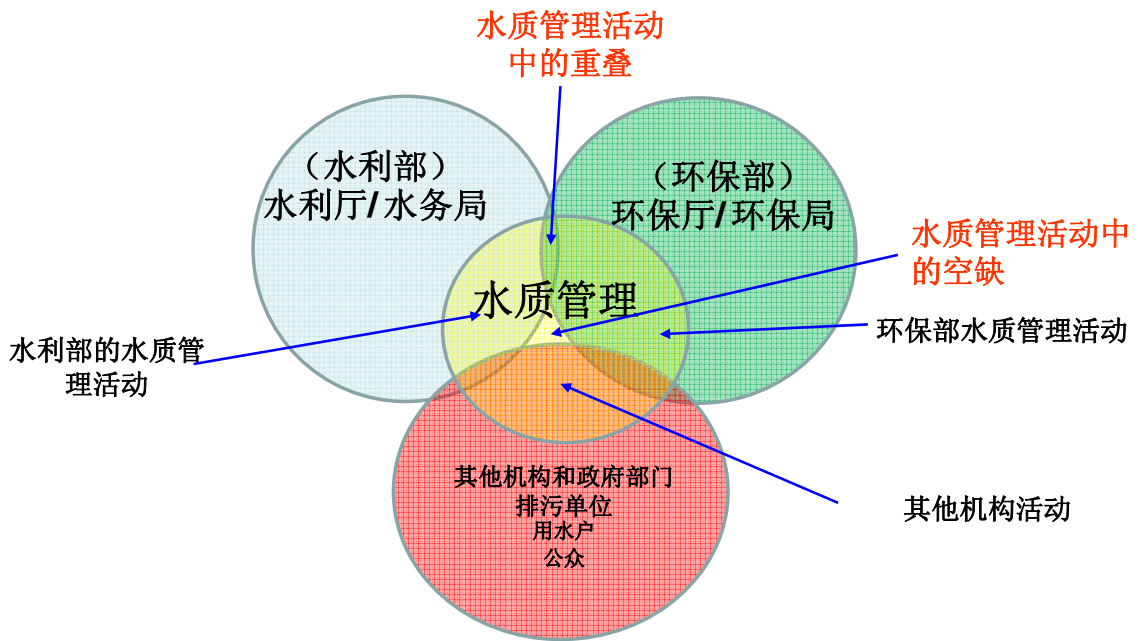 水质管理活动
中的重叠
（水利部）
水利厅/水务局
（环保部）
环保厅/环保局
水质管理活动中
的空缺
水质管理
环保部水质管理活动
水利部的水质管
理活动
其他机构和政府部门
排污单位
用水户
公众
其他机构活动